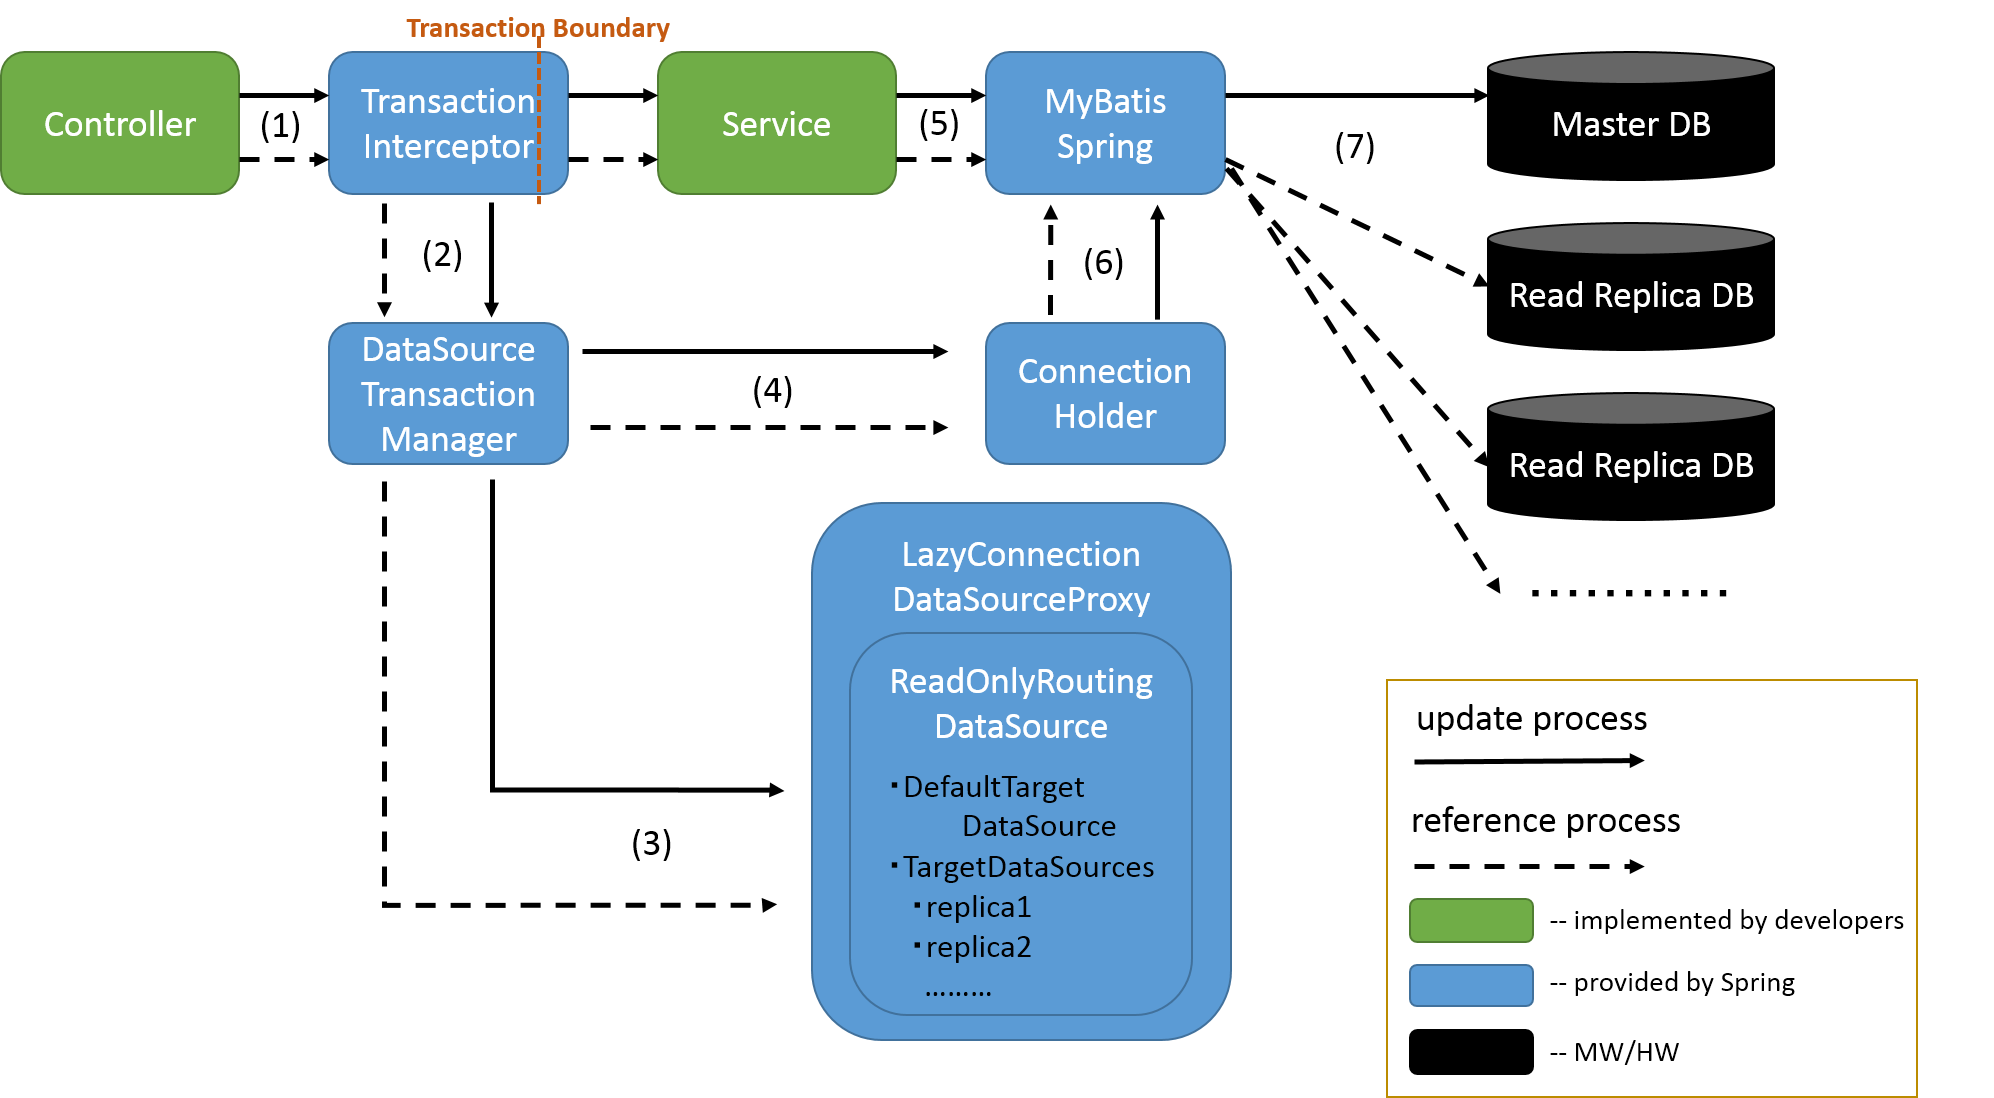 Transaction Boundary
Controller
(1)
Transaction
Interceptor
Service
(5)
MyBatis
Spring
(7)
Master DB
(2)
(6)
Read Replica DB
DataSource
Transaction
Manager
(4)
Connection
Holder
Read Replica DB
...........
LazyConnection
DataSourceProxy
ReadOnlyRouting
DataSource
・DefaultTarget
DataSource
・TargetDataSources
・replica1
・replica2
………
(3)
update process
reference process
-- implemented by developers
-- provided by Spring
-- MW/HW